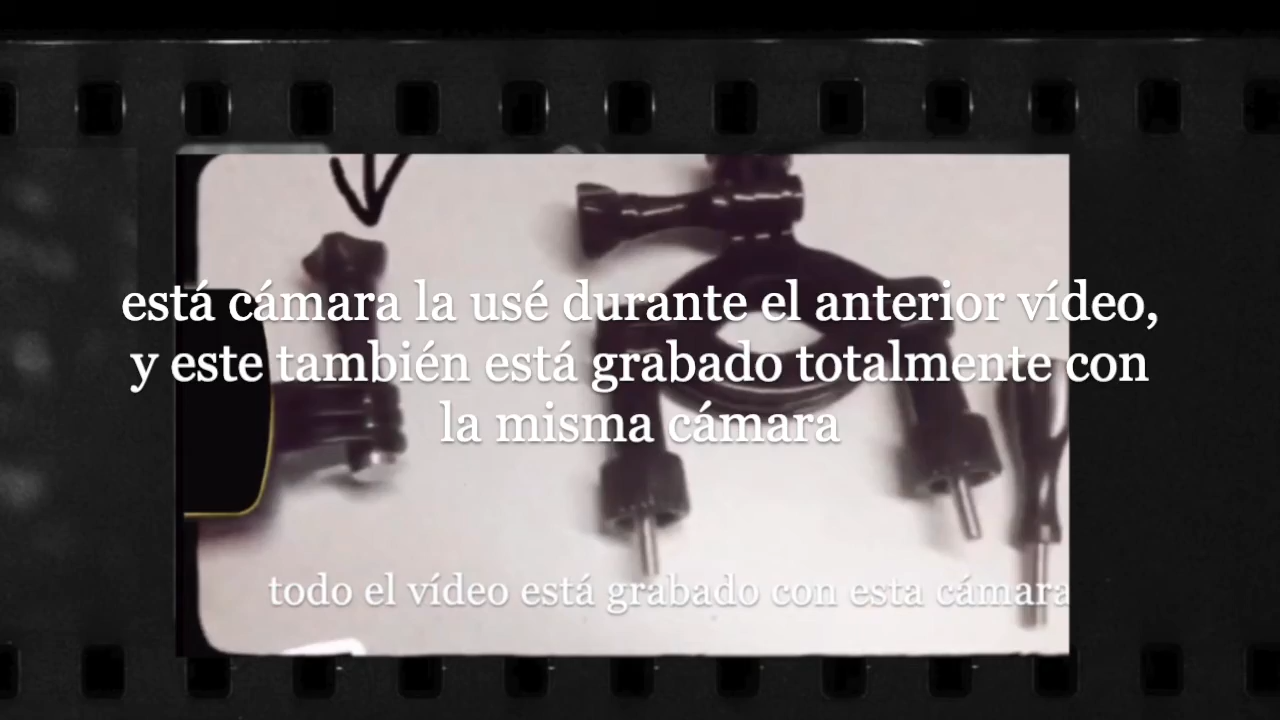 está cámara la usé durante el anterior vídeo,
y este también está grabado totalmente con
la misma cámara
todo el vídeo está grabado con esta cámara